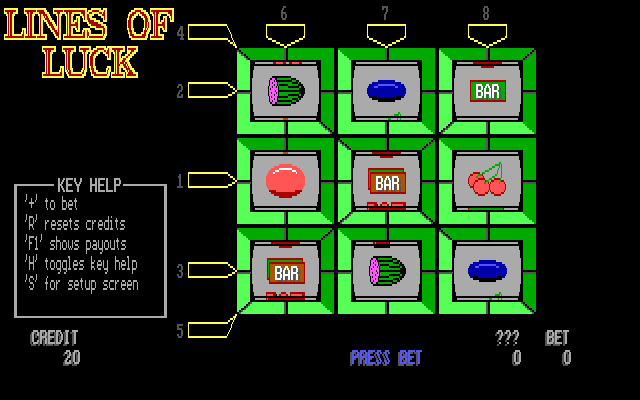 LINES OF
LUCK
6 7 8
4
2
BAR
1
BAR
3
BAR
5
KEY HELP
'+' to bet
'R' resets credits
'F1' shows payouts
'H' toggles key help
'S' for setup screen
CREDIT
20
PRESS BET
???
0
BET
0